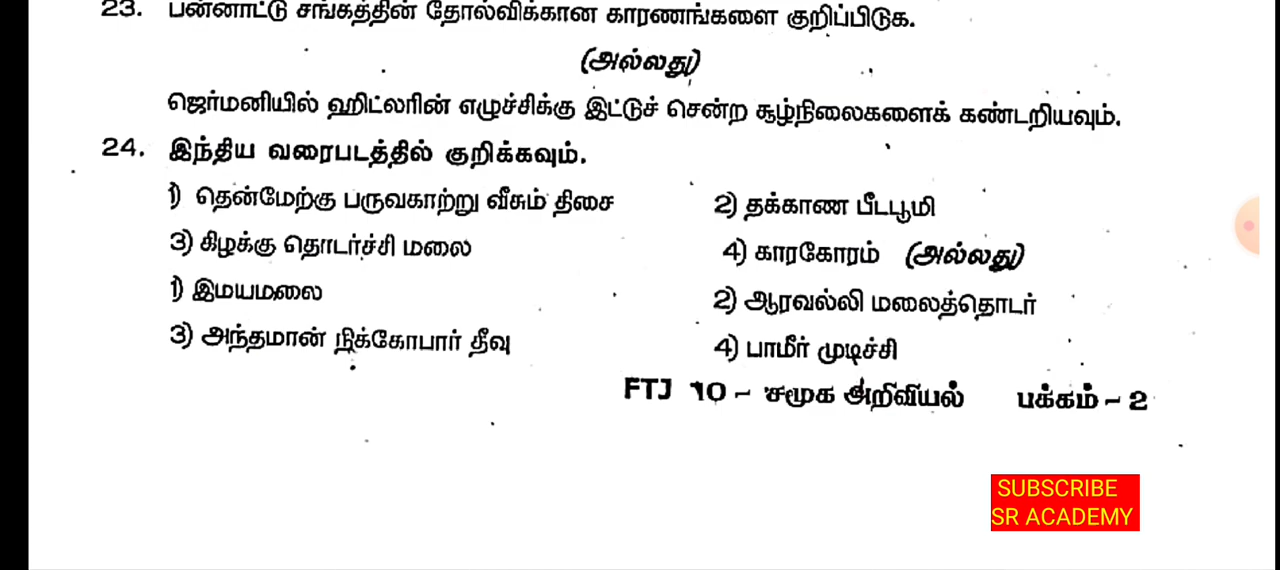 23. பன்னாட்டு சங்கத்தின் தோல்விக்கான காரணங்களை குறிப்பிடுக.
(அல்லது)
ஜெர்மனியில் ஹிட்லரின் எழுச்சிக்கு இட்டுச் சென்ற சூழ்நிலைகளைக் கண்டறியவும்.
24. இந்திய வரைபடத்தில் குறிக்கவும்.
1) தென்மேற்கு பருவகாற்று வீசும் திசை 2) தக்காண பீடபூமி
3) கிழக்கு தொடர்ச்சி மலை 4) காரகோரம் (அல்லது)
1) இமயமலை 2) ஆரவல்லி மலைத்தொடர்
3) அந்தமான் நிக்கோபார் தீவு 4) பாமீர் முடிச்சி
FTJ 10 - சமூக அறிவியல் பக்கம் - 2
SUBSCRIBE
SR ACADEMY